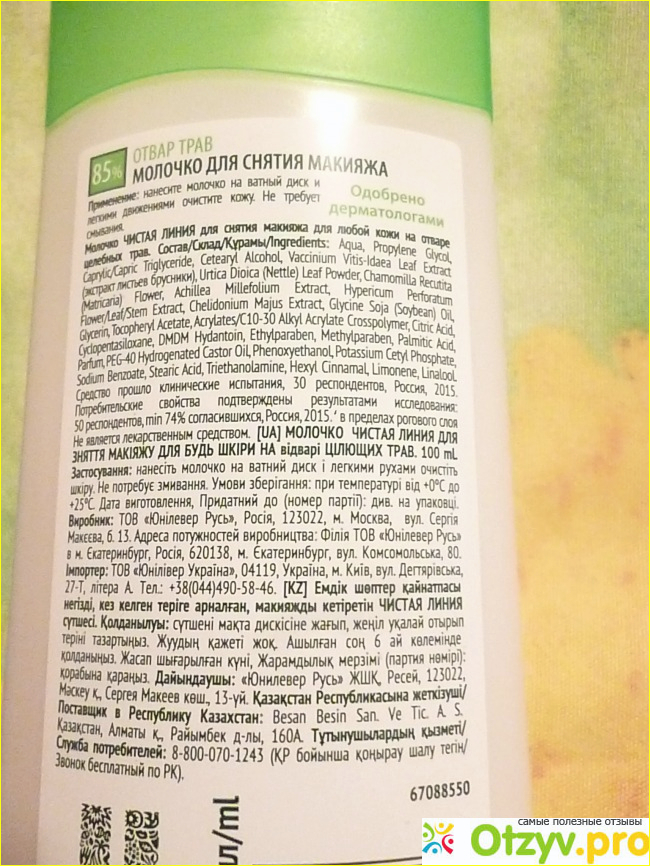 85%
ОТВАР ТРАВ
МОЛОЧКО ДЛЯ СНЯТИЯ МАКИЯЖА
Применение: нанесите молочко на ватный диск и
легкими движениями очистите кожу. Не требует
смывания.
Одобрено
дерматологами
Молочко ЧИСТАЯ ЛИНИЯ для снятия макияжа для любой кожи на отваре
целебных трав. Состав/Склад/Құрамы/Ingredients: Aqua, Propylene Glycol,
Caprylic/Capric Triglyceride, Cetearyl Alcohol, Vaccinium Vitis-Idaea Leaf Extract
(экстракт листьев брусники), Urtica Dioica (Nettle) Leaf Powder, Chamomilla Recutita
(Matricaria) Flower, Achillea Millefolium Extract, Hypericum Perforatum
Flower/Leaf/Stem Extract, Chelidonium Majus Extract, Glycine Soja (Soybean) Oil,
Glycerin, Tocopheryl Acetate, Acrylates/C10-30 Alkyl Acrylate Crosspolymer, Citric Acid,
Cyclopentasiloxane, DMDM Hydantoin, Ethylparaben, Methylparaben, Palmitic Acid,
Parfum, PEG-40 Hydrogenated Castor Oil, Phenoxyethanol, Potassium Cetyl Phosphate,
Sodium Benzoate, Stearic Acid, Triethanolamine, Hexyl Cinnamal, Limonene, Linalool.
Средство прошло клинические испытания, 30 респондентов, Россия, 2015.
Потребительские свойства подтверждены результатами исследования:
50 респондентов, min 74% согласившихся, Россия, 2015. ' в пределах рогового слоя
Не является лекарственным средством. [UA] МОЛОЧКО ЧИСТАЯ ЛИНИЯ ДЛЯ
ЗНЯТТЯ МАКІЯЖУ ДЛЯ БУДЬ ШКІРИ НА відварі ЦІЛЮЩИХ ТРАВ. 100 mL
Застосування: нанесіть молочко на ватний диск і легкими рухами очистіть
шкіру. Не потребує змивання. Умови зберігання: при температурі від +0°С до
+25°С. Дата виготовлення, Придатний до (номер партії): див. на упаковці.
Виробник: ТОВ «Юнілевер Русь», Росія, 123022, м. Москва, вул. Сергія
Макєєва, б. 13. Адреса потужностей виробництва: Філія ТОВ «Юнілевер Русь»
в м. Єкатеринбург, Росія, 620138, м. Єкатеринбург, вул. Комсомольська, 80.
Імпортер: ТОВ «Юнілівер Україна», 04119, Україна, м. Київ, вул. Дегтярівська,
27-Т, літера А. Тел.: +38(044)490-58-46. [KZ] Емдік шөптер қайнатпасы
негізді, кез келген теріге арналған, макияжды кетіретін ЧИСТАЯ ЛИНИЯ
сүтшесі. Қолданылуы: сүтшені мақта дискісіне жағып, жеңіл уқалай отырып
теріні тазартыңыз. Жуудың қажеті жоқ. Ашылған соң 6 ай көлемінде
қолданыңыз. Жасап шығарылған күні, Жарамдылық мерзімі (партия нөмірі):
қорабына қараңыз. Дайындаушы: «Юнилевер Русь» ЖШҚ, Ресей, 123022,
Мәскеу қ., Сергея Макеев көш., 13-үй. Қазақстан Республикасына жеткізуші/
Поставщик в Республику Казахстан: Besan Besin San. Ve Tic. A. S.
Қазақстан, Алматы қ., Райымбек д-лы, 160А. Тұтынушылардың қызметі/
Служба потребителей: 8-800-070-1243 (ҚР бойынша қоңырау шалу тегін/
Звонок бесплатный по РК).
67088550
л/ml
самые полезные отзывы
Otzyv.pro